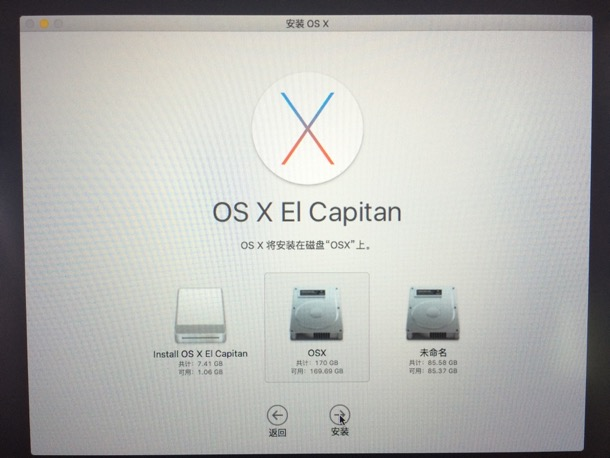 安装 OS X
OS X El Capitan
OS X 将安装在磁盘“OSX”上。
Install OS X El Capitan
共计：7.41 GB
可用：1.06 GB
OSX
共计：170 GB
可用：169.69 GB
未命名
共计：85.58 GB
可用：85.37 GB
返回
安装